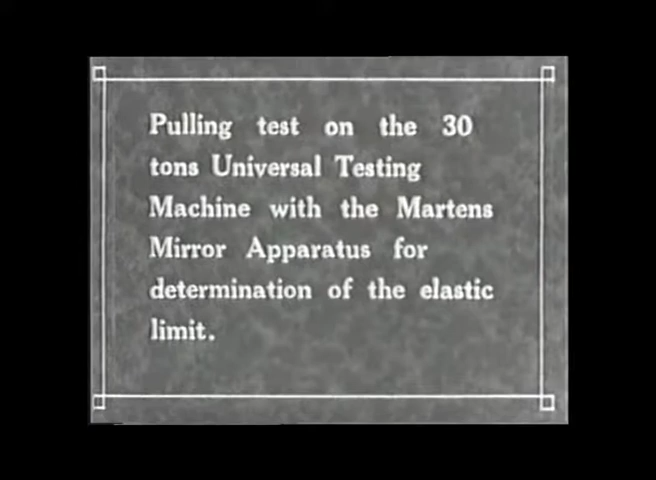 Pulling test on the 30
tons Universal Testing
Machine with the Martens
Mirror Apparatus for
determination of the elastic
limit.